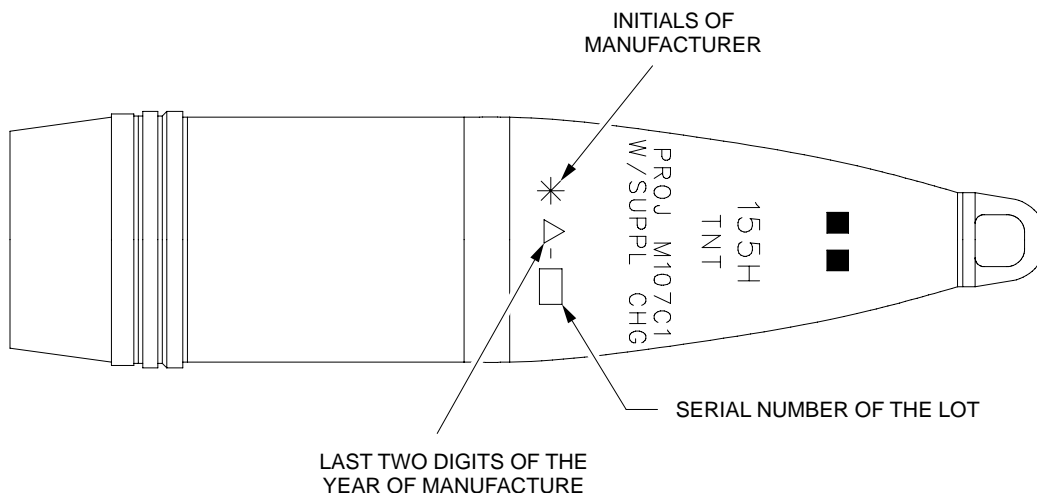 INITIALS OF
MANUFACTURER
155H
TNT
PROJ M107C1
W/SUPPL CHG
SERIAL NUMBER OF THE LOT
LAST TWO DIGITS OF THE
YEAR OF MANUFACTURE